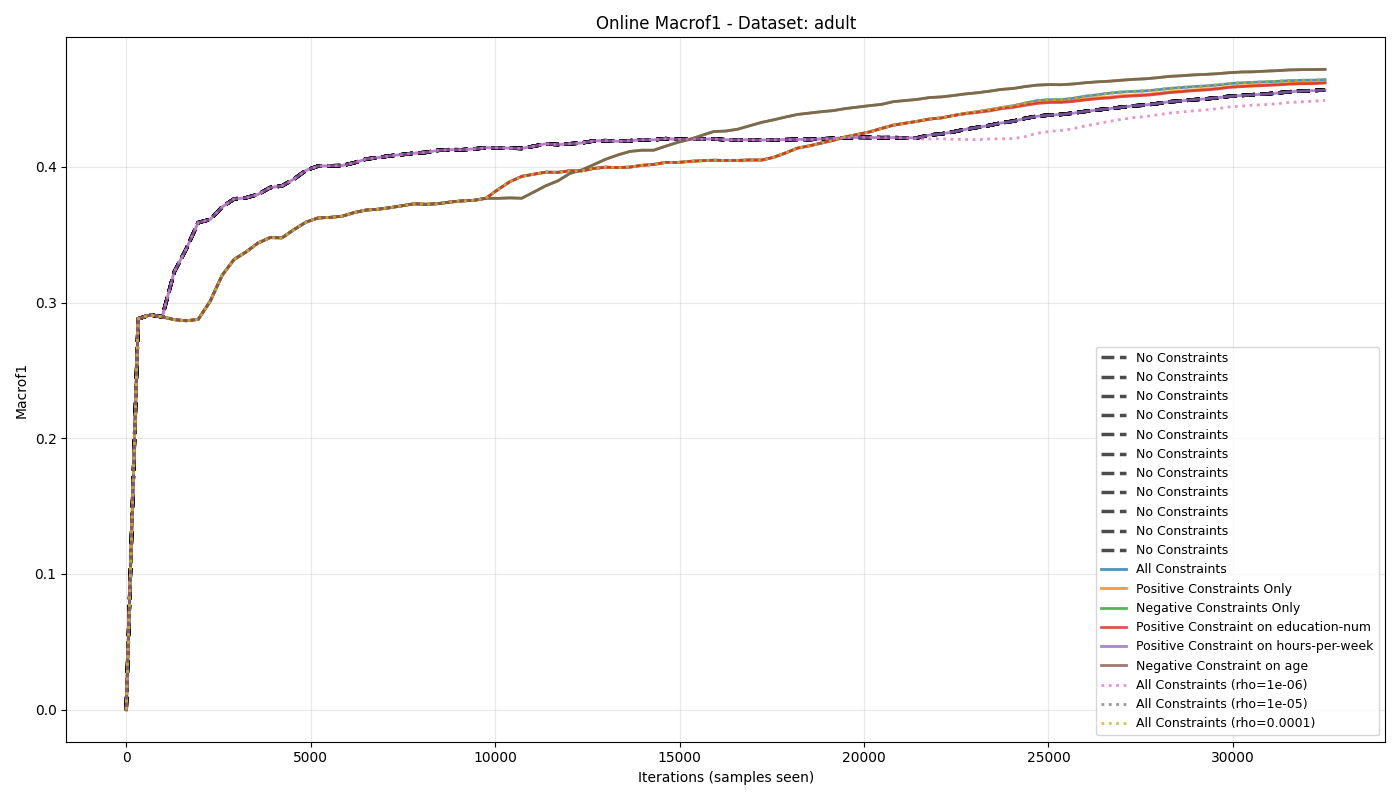 Online Macrof1 - Dataset: adult
Macrof1
0.4
0.3
0.2
0.1
0.0
0
5000
10000
15000
20000
25000
30000
Iterations (samples seen)
No Constraints
No Constraints
No Constraints
No Constraints
No Constraints
No Constraints
No Constraints
No Constraints
No Constraints
No Constraints
No Constraints
All Constraints
Positive Constraints Only
Negative Constraints Only
Positive Constraint on education-num
Positive Constraint on hours-per-week
Negative Constraint on age
All Constraints (rho=1e-06)
All Constraints (rho=1e-05)
All Constraints (rho=0.0001)